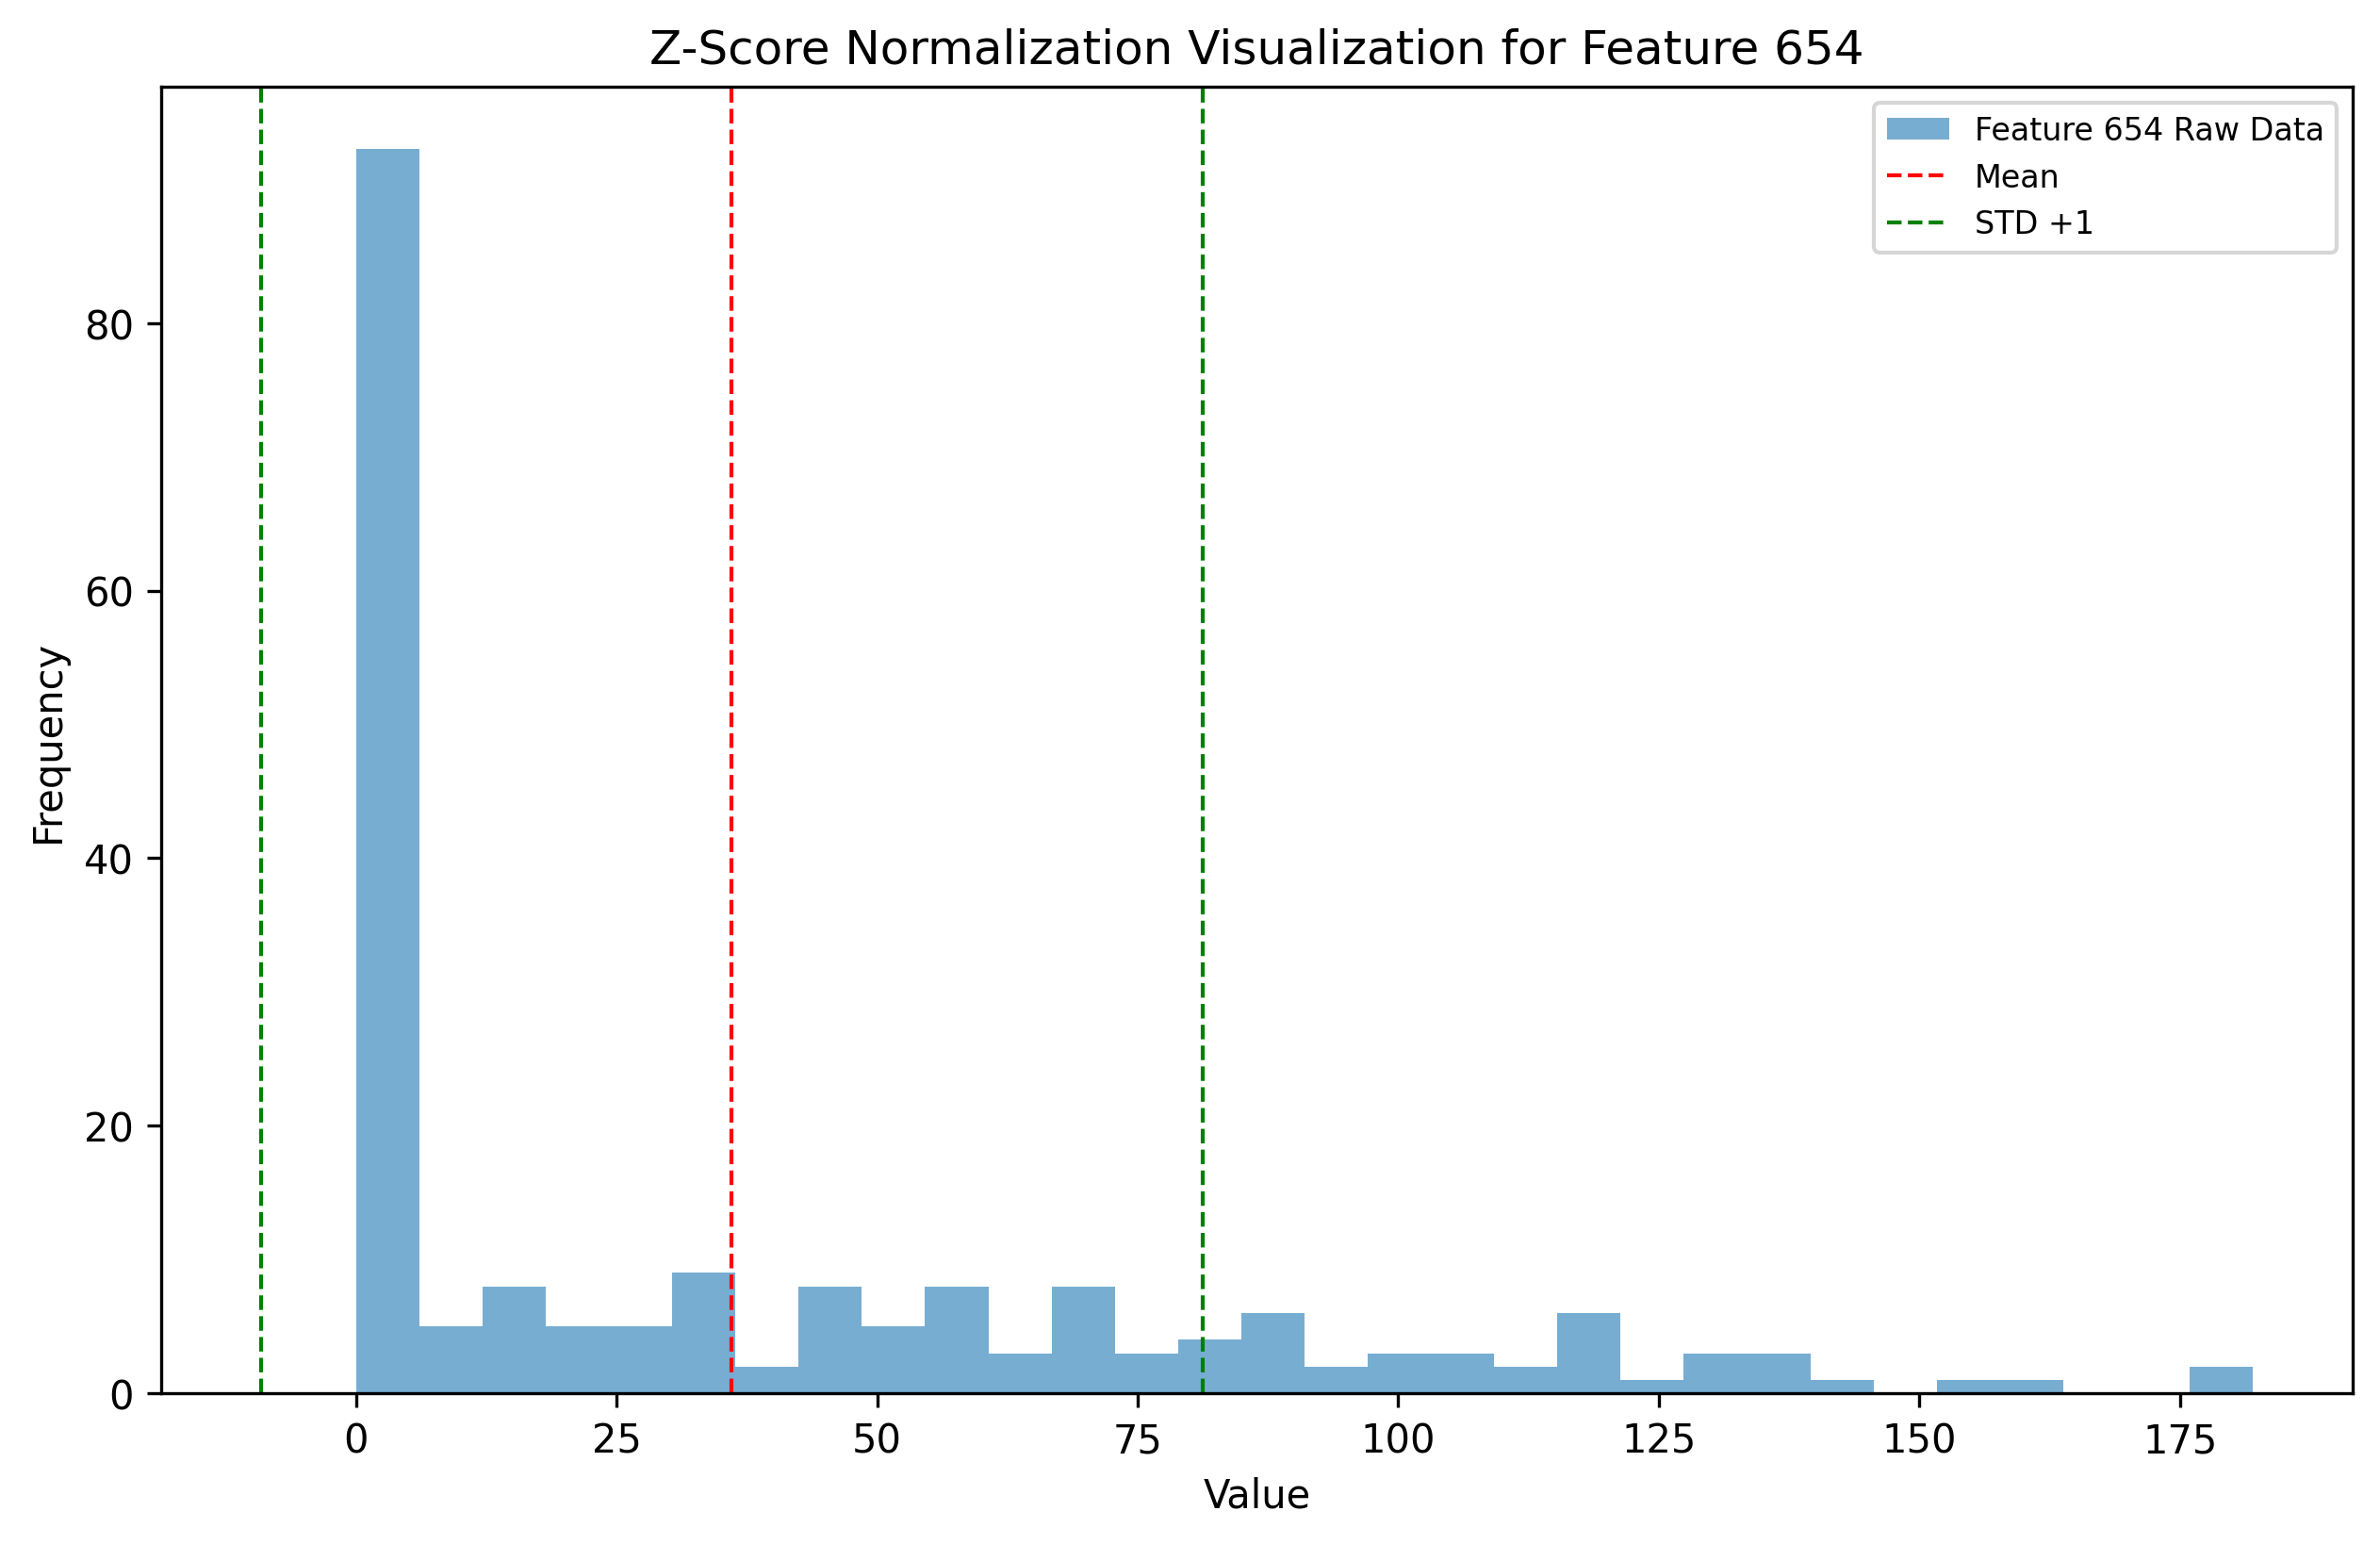 Z-Score Normalization Visualization for Feature 654
Feature 654 Raw Data
Mean
STD +1
Frequency
80
60
40
20
0
0 25 50 75 100 125 150 175
Value